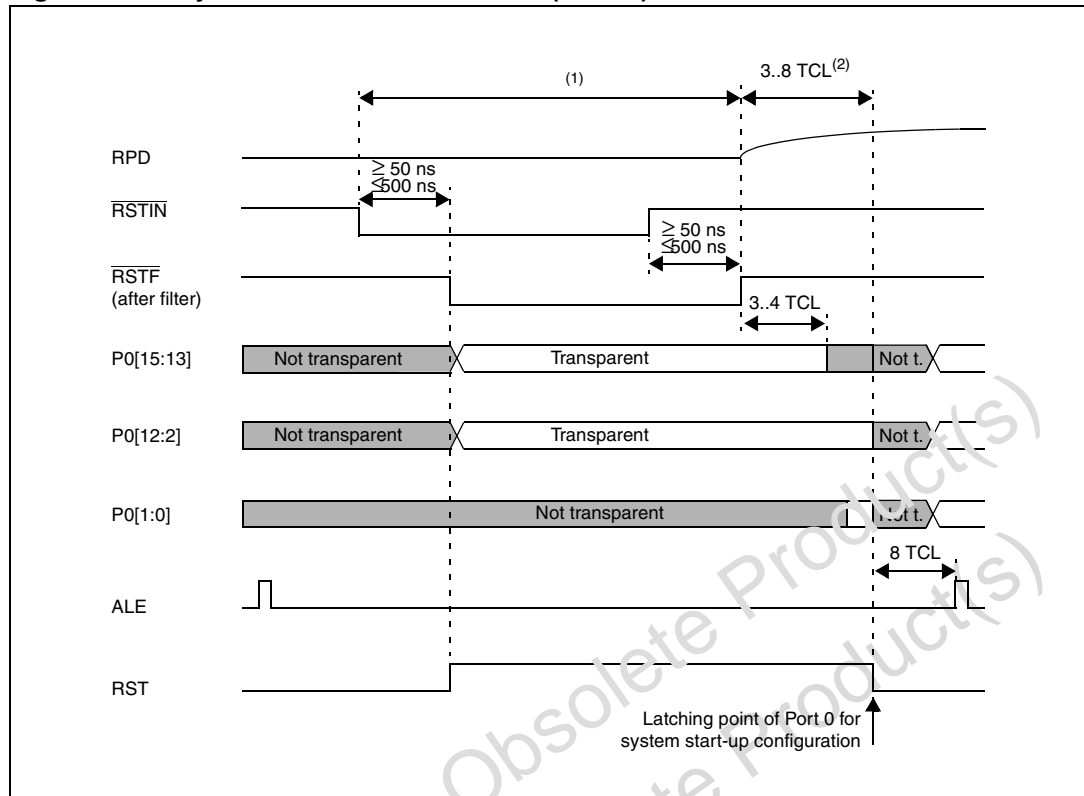 (1)
3..8 TCL(2)
RPD
≥ 50 ns
≤500 ns
RSTIN
≥ 50 ns
≤500 ns
RSTF
(after filter)
3..4 TCL
P0[15:13]
Not transparent
Transparent
Not t.
P0[12:2]
Not transparent
Transparent
Not t.
P0[1:0]
Not transparent
Not t.
8 TCL
ALE
RST
Latching point of Port 0 for
system start-up configuration
Obsolete Product(s)
Obsolete Product(s)